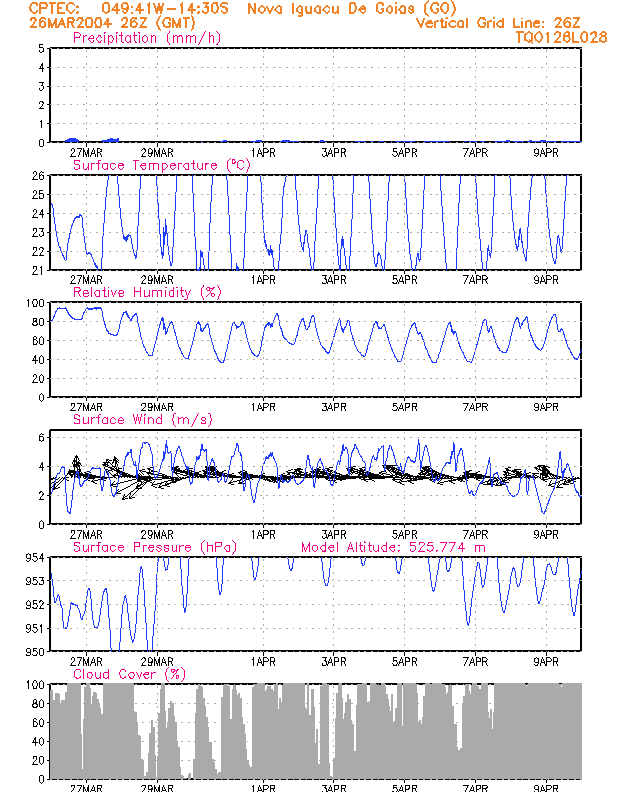 CPTEC: 049:41W-14:30S Nova Iguacu De Goias (GO)
26MAR2004 26Z (GMT) Vertical Grid Line: 26Z
Precipitation (mm/h) TQ0126L028
5
4
3
2
1
0
27MAR 29MAR 1APR 3APR 5APR 7APR 9APR
Surface Temperature (°C)
26
25
24
23
22
21
27MAR 29MAR 1APR 3APR 5APR 7APR 9APR
Relative Humidity (%)
100
80
60
40
20
0
27MAR 29MAR 1APR 3APR 5APR 7APR 9APR
Surface Wind (m/s)
6
4
2
0
27MAR 29MAR 1APR 3APR 5APR 7APR 9APR
Surface Pressure (hPa) Model Altitude: 525.774 m
954
953
952
951
950
27MAR 29MAR 1APR 3APR 5APR 7APR 9APR
Cloud Cover (%)
100
80
60
40
20
0
27MAR 29MAR 1APR 3APR 5APR 7APR 9APR